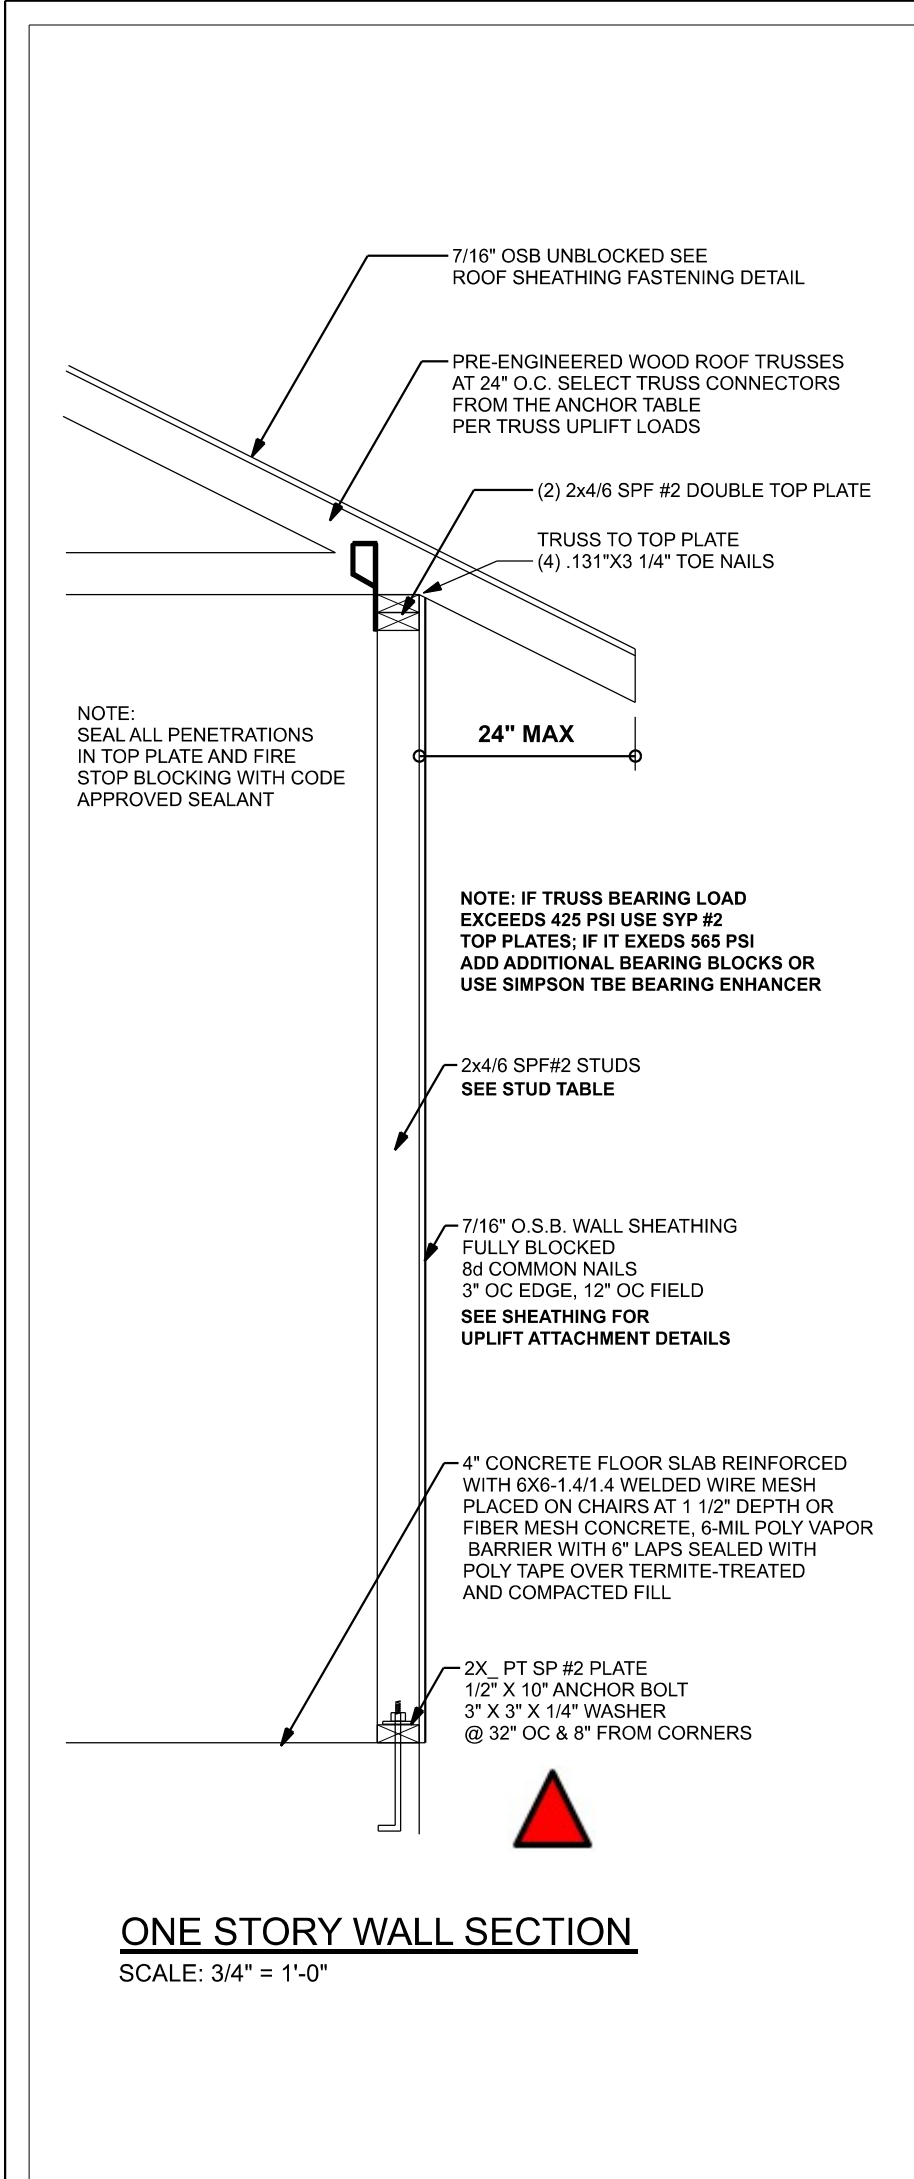 7/16" OSB UNBLOCKED SEE
ROOF SHEATHING FASTENING DETAIL
PRE-ENGINEERED WOOD ROOF TRUSSES
AT 24" O.C. SELECT TRUSS CONNECTORS
FROM THE ANCHOR TABLE
PER TRUSS UPLIFT LOADS
(2) 2x4/6 SPF #2 DOUBLE TOP PLATE
TRUSS TO TOP PLATE
(4) .131"X3 1/4" TOE NAILS
NOTE:
SEAL ALL PENETRATIONS
IN TOP PLATE AND FIRE
STOP BLOCKING WITH CODE
APPROVED SEALANT
24" MAX
NOTE: IF TRUSS BEARING LOAD
EXCEEDS 425 PSI USE SYP #2
TOP PLATES; IF IT EXEDS 565 PSI
ADD ADDITIONAL BEARING BLOCKS OR
USE SIMPSON TBE BEARING ENHANCER
2x4/6 SPF#2 STUDS
SEE STUD TABLE
7/16" O.S.B. WALL SHEATHING
FULLY BLOCKED
8d COMMON NAILS
3" OC EDGE, 12" OC FIELD
SEE SHEATHING FOR
UPLIFT ATTACHMENT DETAILS
4" CONCRETE FLOOR SLAB REINFORCED
WITH 6X6-1.4/1.4 WELDED WIRE MESH
PLACED ON CHAIRS AT 1 1/2" DEPTH OR
FIBER MESH CONCRETE, 6-MIL POLY VAPOR
BARRIER WITH 6" LAPS SEALED WITH
POLY TAPE OVER TERMITE-TREATED
AND COMPACTED FILL
2X_ PT SP #2 PLATE
1/2" X 10" ANCHOR BOLT
3" X 3" X 1/4" WASHER
@ 32" OC & 8" FROM CORNERS
ONE STORY WALL SECTION
SCALE: 3/4" = 1'-0"